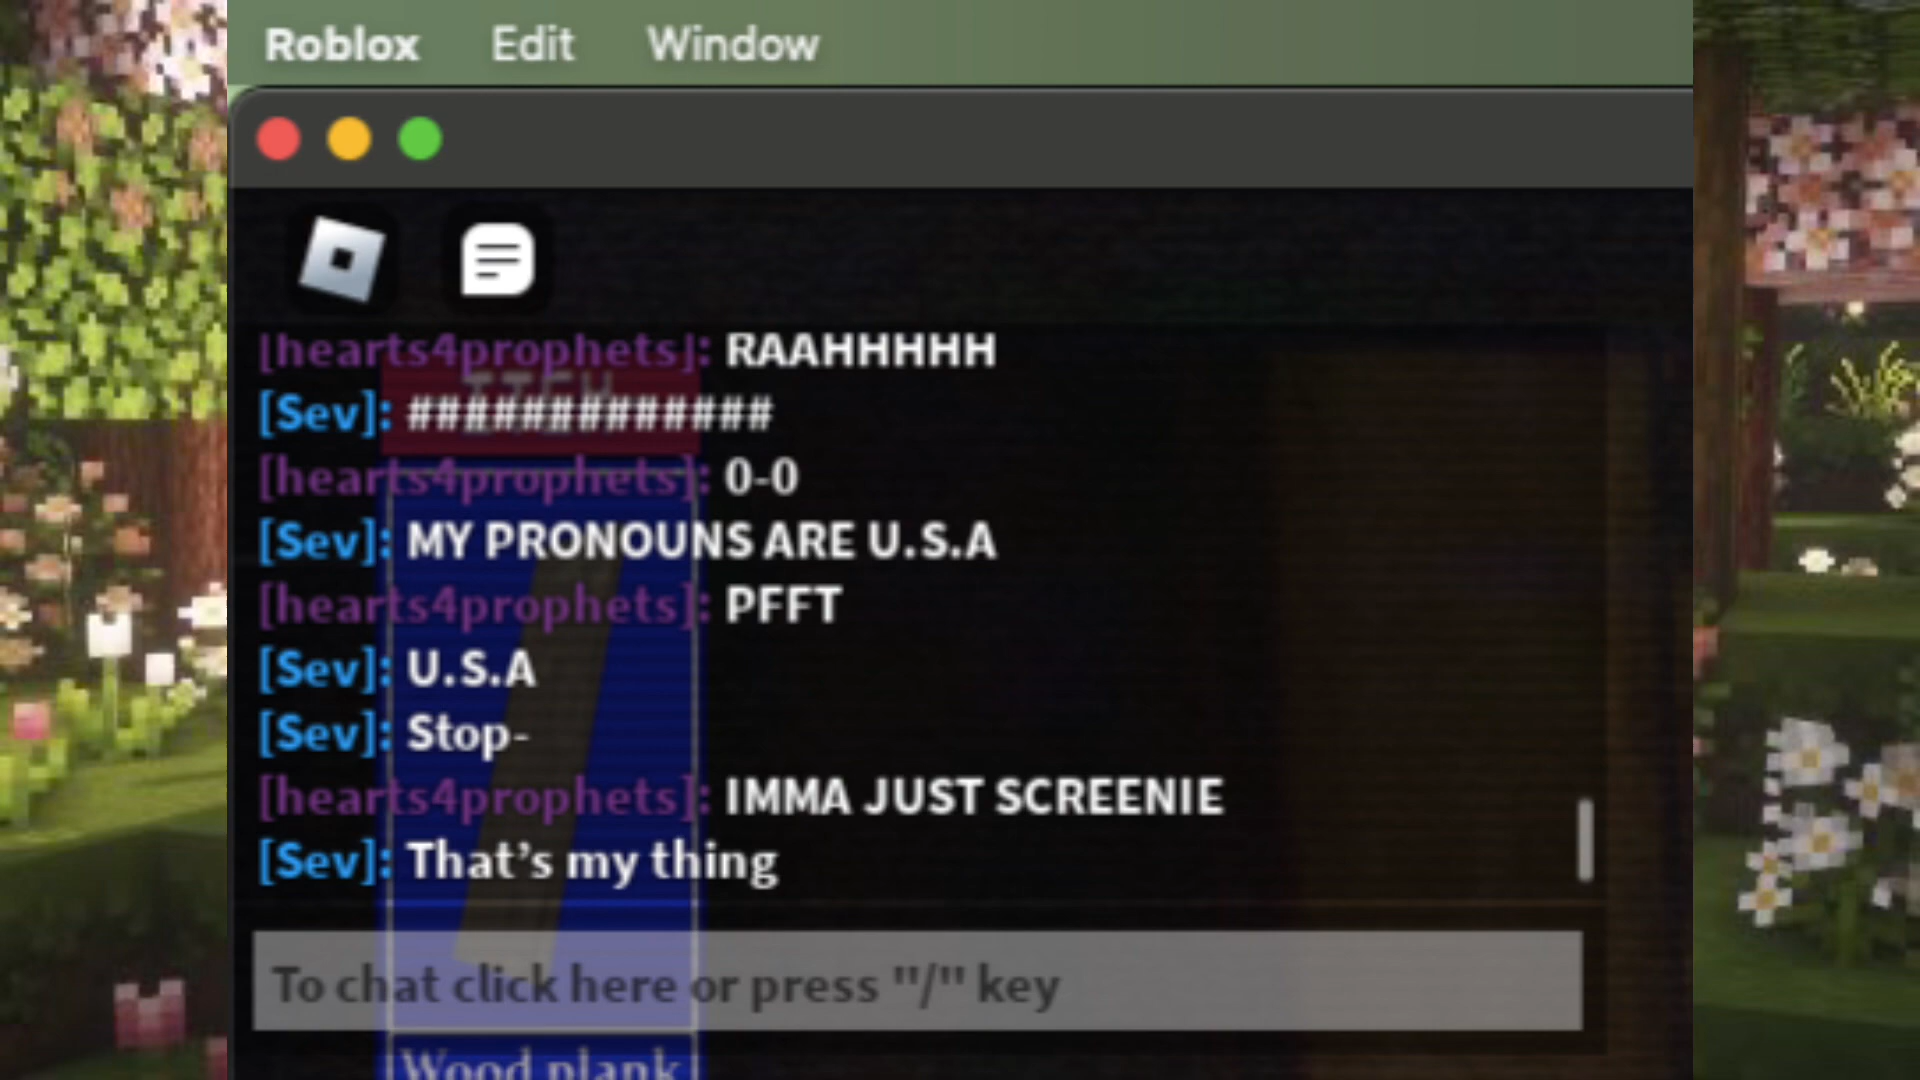 Roblox Edit Window
[hearts4prophets]: RAAHHHHH
ITEM
[Sev]: #############
[hearts4prophets]: 0-0
[Sev]: MY PRONOUNS ARE U.S.A
[hearts4prophets]: PFFT
[Sev]: U.S.A
[Sev]: Stop-
[hearts4prophets]: IMMA JUST SCREENIE
[Sev]: That’s my thing
To chat click here or press "/" key
Wood plank